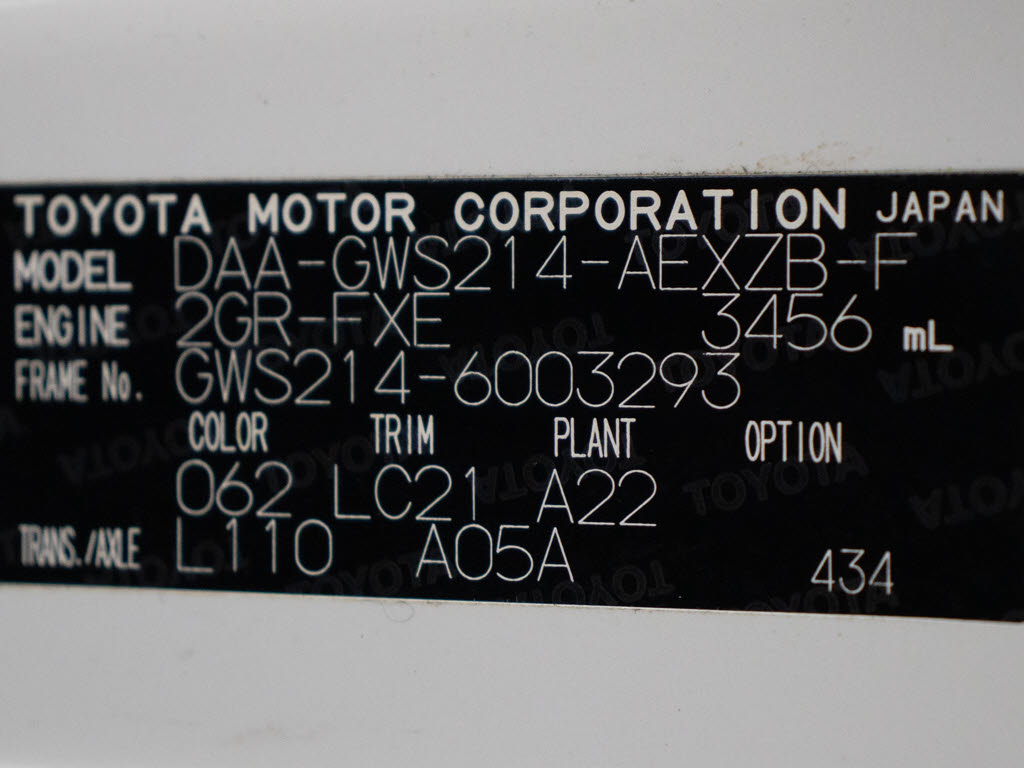 TOYOTA MOTOR CORPORATION JAPAN
MODEL DAA-GWS214-AEXZB-F
ENGINE 2GR-FXE 3456 mL
FRAME No. GWS214-6003293
COLOR TRIM PLANT OPTION
062 LC21 A22
TRANS./AXLE L110 A05A 434